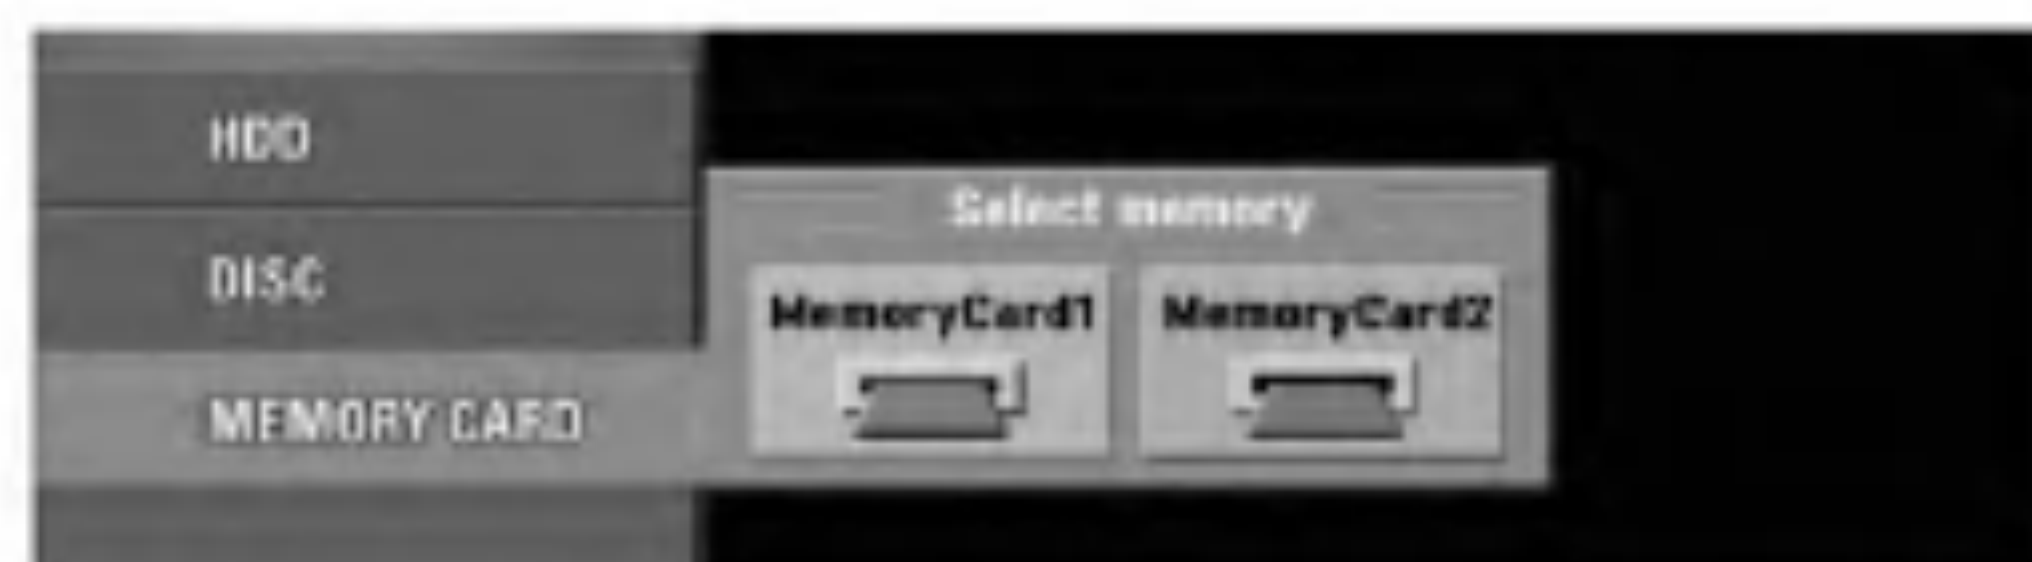 HDD
DISC
MEMORY CARD
Select memory
MemoryCard1
MemoryCard2